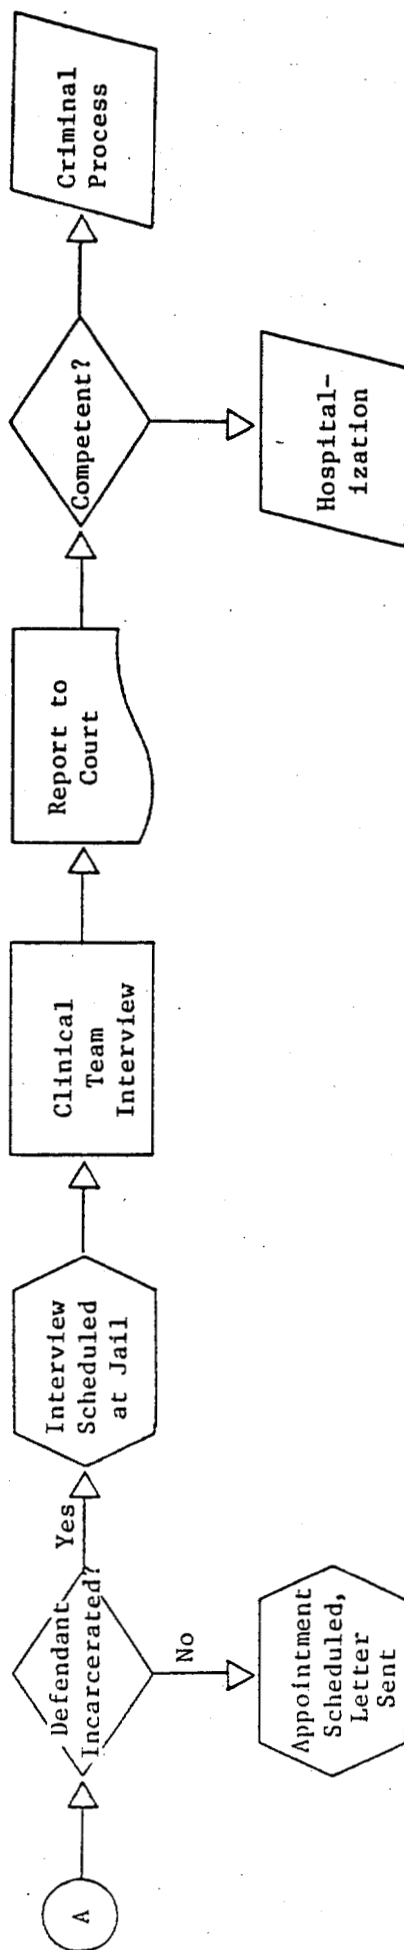 A
Defendant
Incarcerated?
Yes
No
Appointment
Scheduled,
Letter
Sent
Interview
Scheduled
at Jail
Clinical
Team
Interview
Report to
Court
Competent?
Hospital-
ization
Criminal
Process